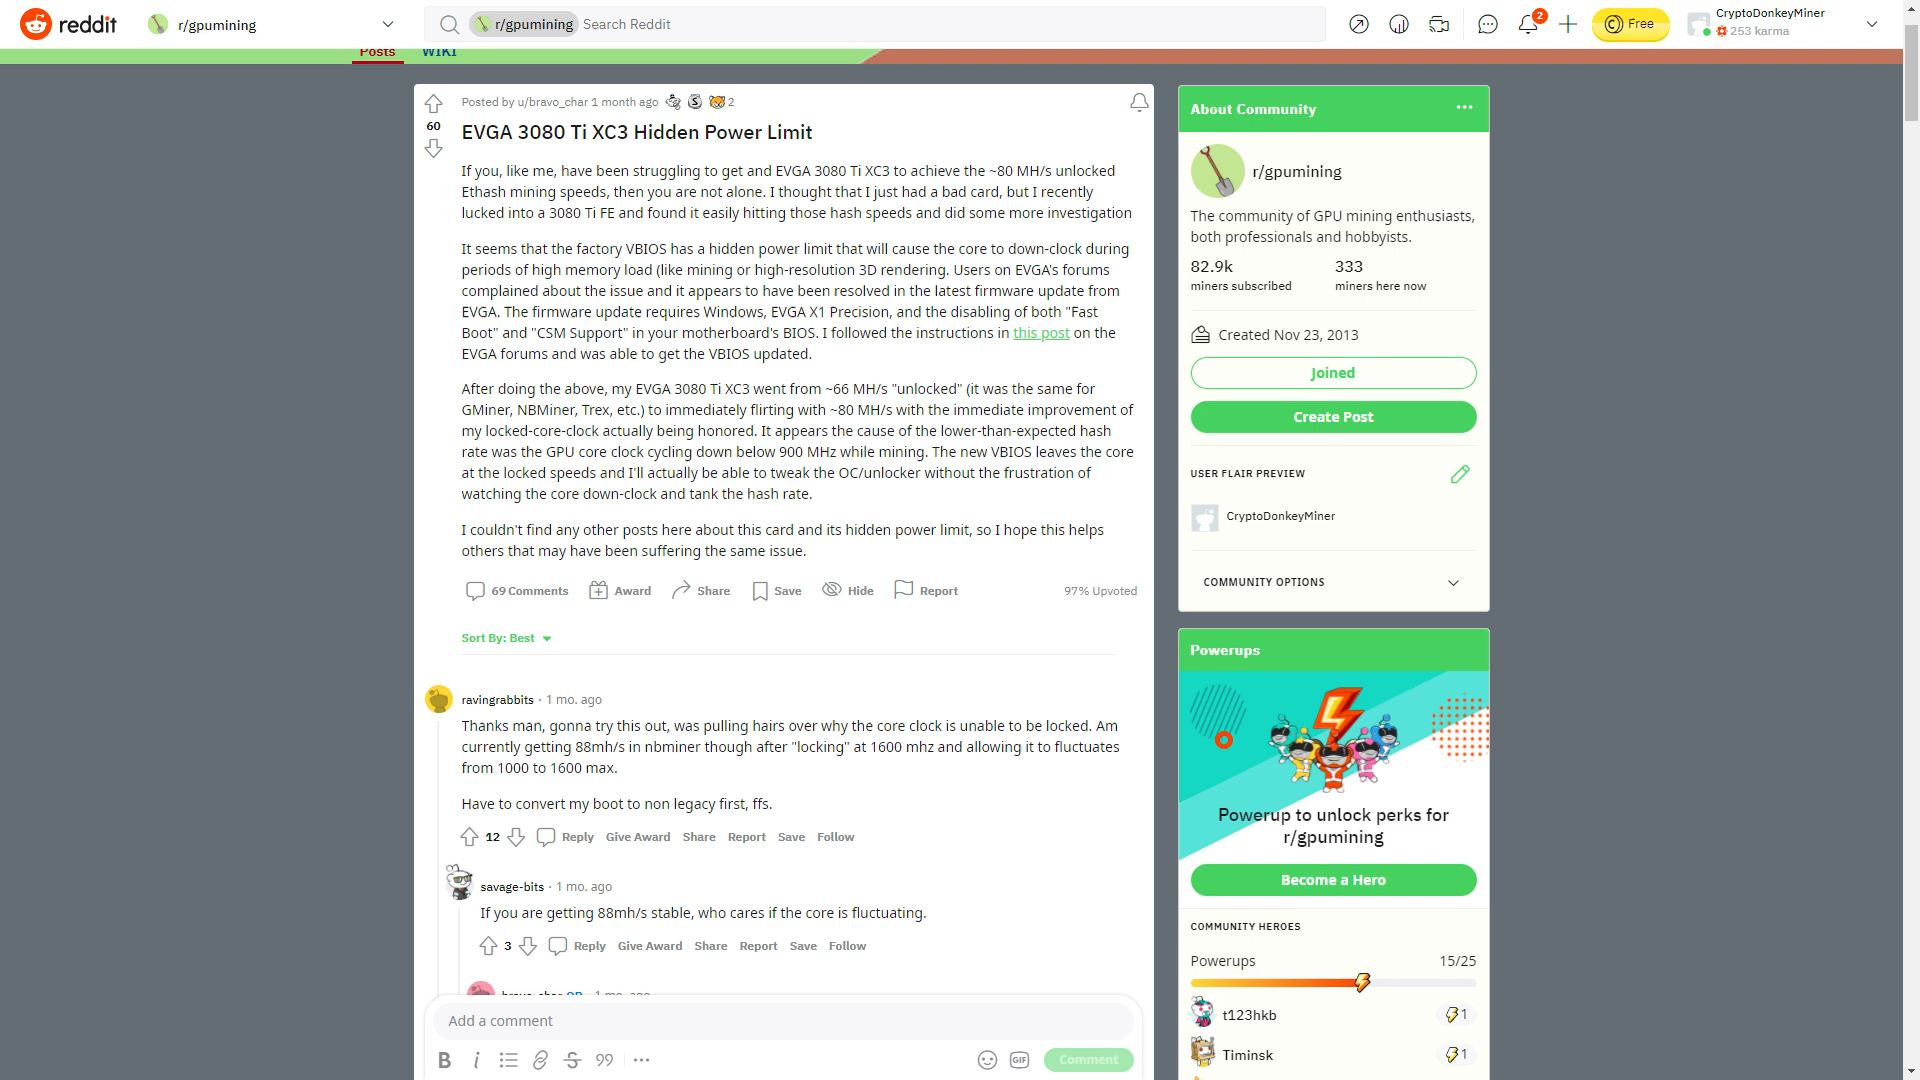 reddit
r/gpumining
r/gpumining Search Reddit
2
Free
CryptoDonkeyMiner
253 karma
Posts
WIKI
Posted by u/bravo_char 1 month ago
2
60
EVGA 3080 Ti XC3 Hidden Power Limit
If you, like me, have been struggling to get and EVGA 3080 Ti XC3 to achieve the ~80 MH/s unlocked
Ethash mining speeds, then you are not alone. I thought that I just had a bad card, but I recently
lucked into a 3080 Ti FE and found it easily hitting those hash speeds and did some more investigation
It seems that the factory VBIOS has a hidden power limit that will cause the core to down-clock during
periods of high memory load (like mining or high-resolution 3D rendering. Users on EVGA's forums
complained about the issue and it appears to have been resolved in the latest firmware update from
EVGA. The firmware update requires Windows, EVGA X1 Precision, and the disabling of both "Fast
Boot" and "CSM Support" in your motherboard's BIOS. I followed the instructions in this post on the
EVGA forums and was able to get the VBIOS updated.
After doing the above, my EVGA 3080 Ti XC3 went from ~66 MH/s "unlocked" (it was the same for
GMiner, NBMiner, Trex, etc.) to immediately flirting with ~80 MH/s with the immediate improvement of
my locked-core-clock actually being honored. It appears the cause of the lower-than-expected hash
rate was the GPU core clock cycling down below 900 MHz while mining. The new VBIOS leaves the core
at the locked speeds and I'll actually be able to tweak the OC/unlocker without the frustration of
watching the core down-clock and tank the hash rate.
I couldn't find any other posts here about this card and its hidden power limit, so I hope this helps
others that may have been suffering the same issue.
69 Comments Award Share Save Hide Report 97% Upvoted
Sort By: Best
ravingrabbits · 1 mo. ago
Thanks man, gonna try this out, was pulling hairs over why the core clock is unable to be locked. Am
currently getting 88mh/s in nbminer though after "locking" at 1600 mhz and allowing it to fluctuates
from 1000 to 1600 max.
Have to convert my boot to non legacy first, ffs.
12 Reply Give Award Share Report Save Follow
savage-bits · 1 mo. ago
If you are getting 88mh/s stable, who cares if the core is fluctuating.
3 Reply Give Award Share Report Save Follow
bravo_char OP · 1 mo. ago
Add a comment
B i S 99 ... GIF Comment
About Community
r/gpumining
The community of GPU mining enthusiasts,
both professionals and hobbyists.
82.9k 333
miners subscribed miners here now
Created Nov 23, 2013
Joined
Create Post
USER FLAIR PREVIEW
CryptoDonkeyMiner
COMMUNITY OPTIONS
Powerups
Powerup to unlock perks for
r/gpumining
Become a Hero
COMMUNITY HEROES
Powerups 15/25
t123hkb 1
Timinsk 1